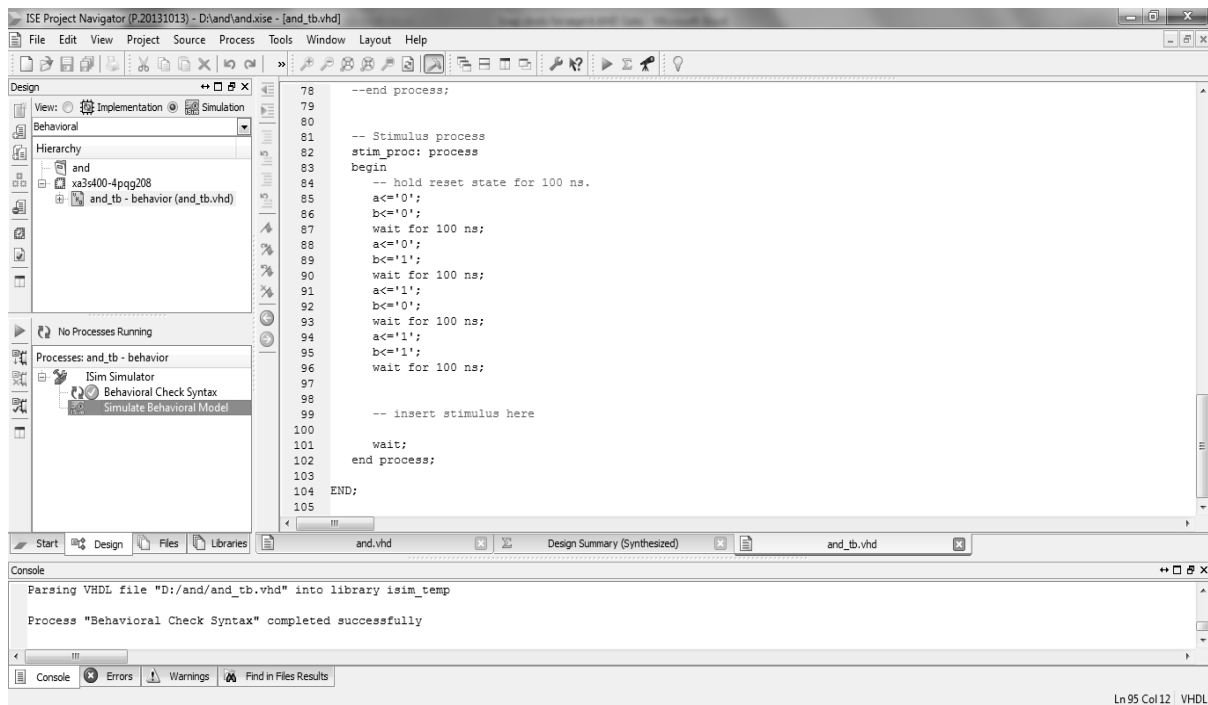 ISE Project Navigator (P.20131013) - D:\and\and.xise - [and_tb.vhd]
File Edit View Project Source Process Tools Window Layout Help
Design
View: Implementation Simulation
Behavioral
Hierarchy
and
xa3s400-4pqg208
and_tb - behavior (and_tb.vhd)
No Processes Running
Processes: and_tb - behavior
ISim Simulator
Behavioral Check Syntax
Simulate Behavioral Model
Start Design Files Libraries
78 --end process;
79
80
81 -- Stimulus process
82 stim_proc: process
83 begin
84 -- hold reset state for 100 ns.
85 a<='0';
86 b<='0';
87 wait for 100 ns;
88 a<='0';
89 b<='1';
90 wait for 100 ns;
91 a<='1';
92 b<='0';
93 wait for 100 ns;
94 a<='1';
95 b<='1';
96 wait for 100 ns;
97
98
99 -- insert stimulus here
100
101 wait;
102 end process;
103
104 END;
105
and.vhd Design Summary (Synthesized) and_tb.vhd
Console
Parsing VHDL file "D:/and/and_tb.vhd" into library isim_temp
Process "Behavioral Check Syntax" completed successfully
Console Errors Warnings Find in Files Results
Ln 95 Col 12 VHDL